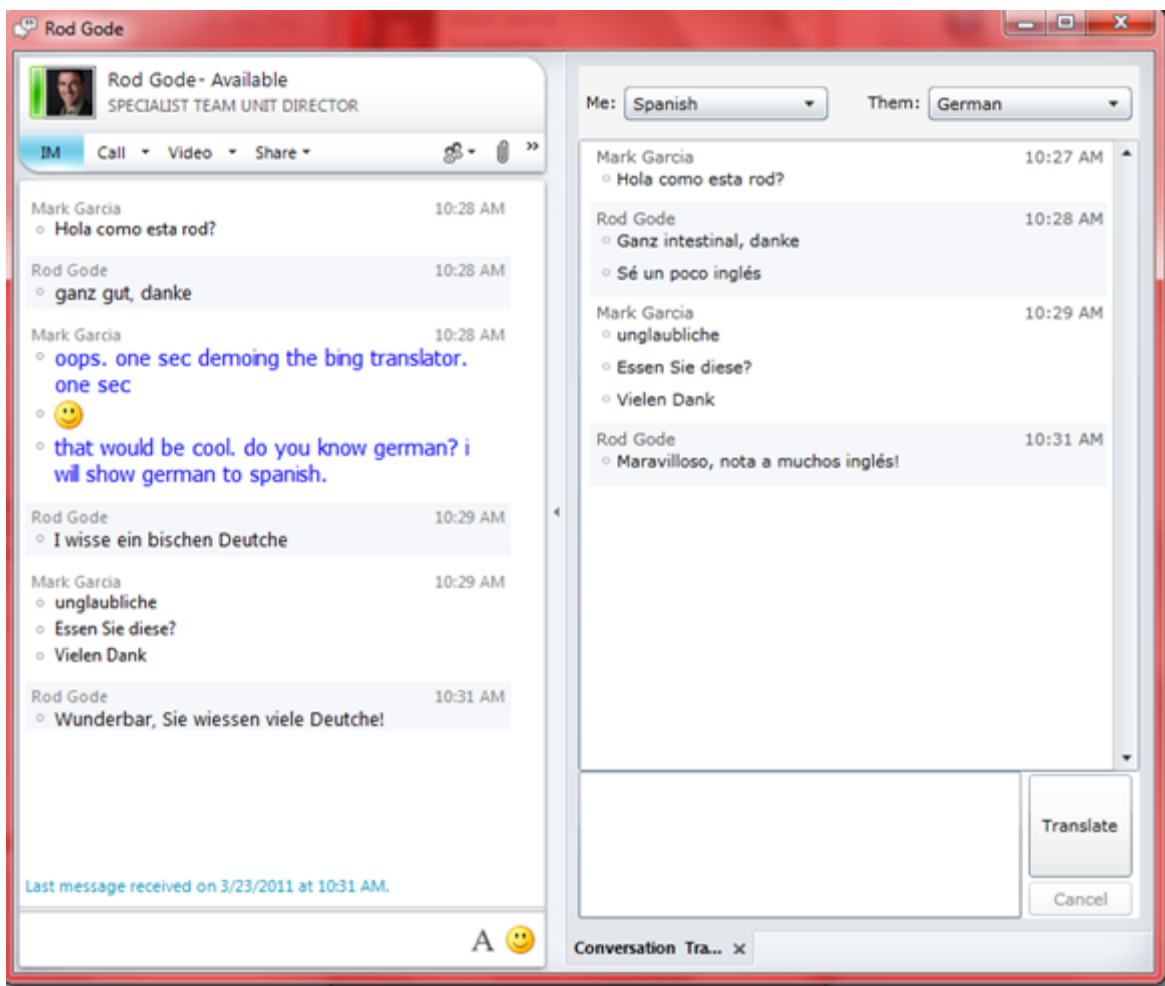 Rod Gode
Rod Gode - Available
SPECIALIST TEAM UNIT DIRECTOR
IM Call Video Share
Mark Garcia 10:28 AM
Hola como esta rod?
Rod Gode 10:28 AM
ganz gut, danke
Mark Garcia 10:28 AM
oops. one sec demoing the bing translator.
one sec
that would be cool. do you know german? i
will show german to spanish.
Rod Gode 10:29 AM
I wisse ein bischen Deutche
Mark Garcia 10:29 AM
unglaubliche
Essen Sie diese?
Vielen Dank
Rod Gode 10:31 AM
Wunderbar, Sie wiessen viele Deutche!
Last message received on 3/23/2011 at 10:31 AM.
A
Me: Spanish Them: German
Mark Garcia 10:27 AM
Hola como esta rod?
Rod Gode 10:28 AM
Ganz intestinal, danke
Sé un poco inglés
Mark Garcia 10:29 AM
unglaubliche
Essen Sie diese?
Vielen Dank
Rod Gode 10:31 AM
Maravilloso, nota a muchos inglés!
Translate
Cancel
Conversation Tra...